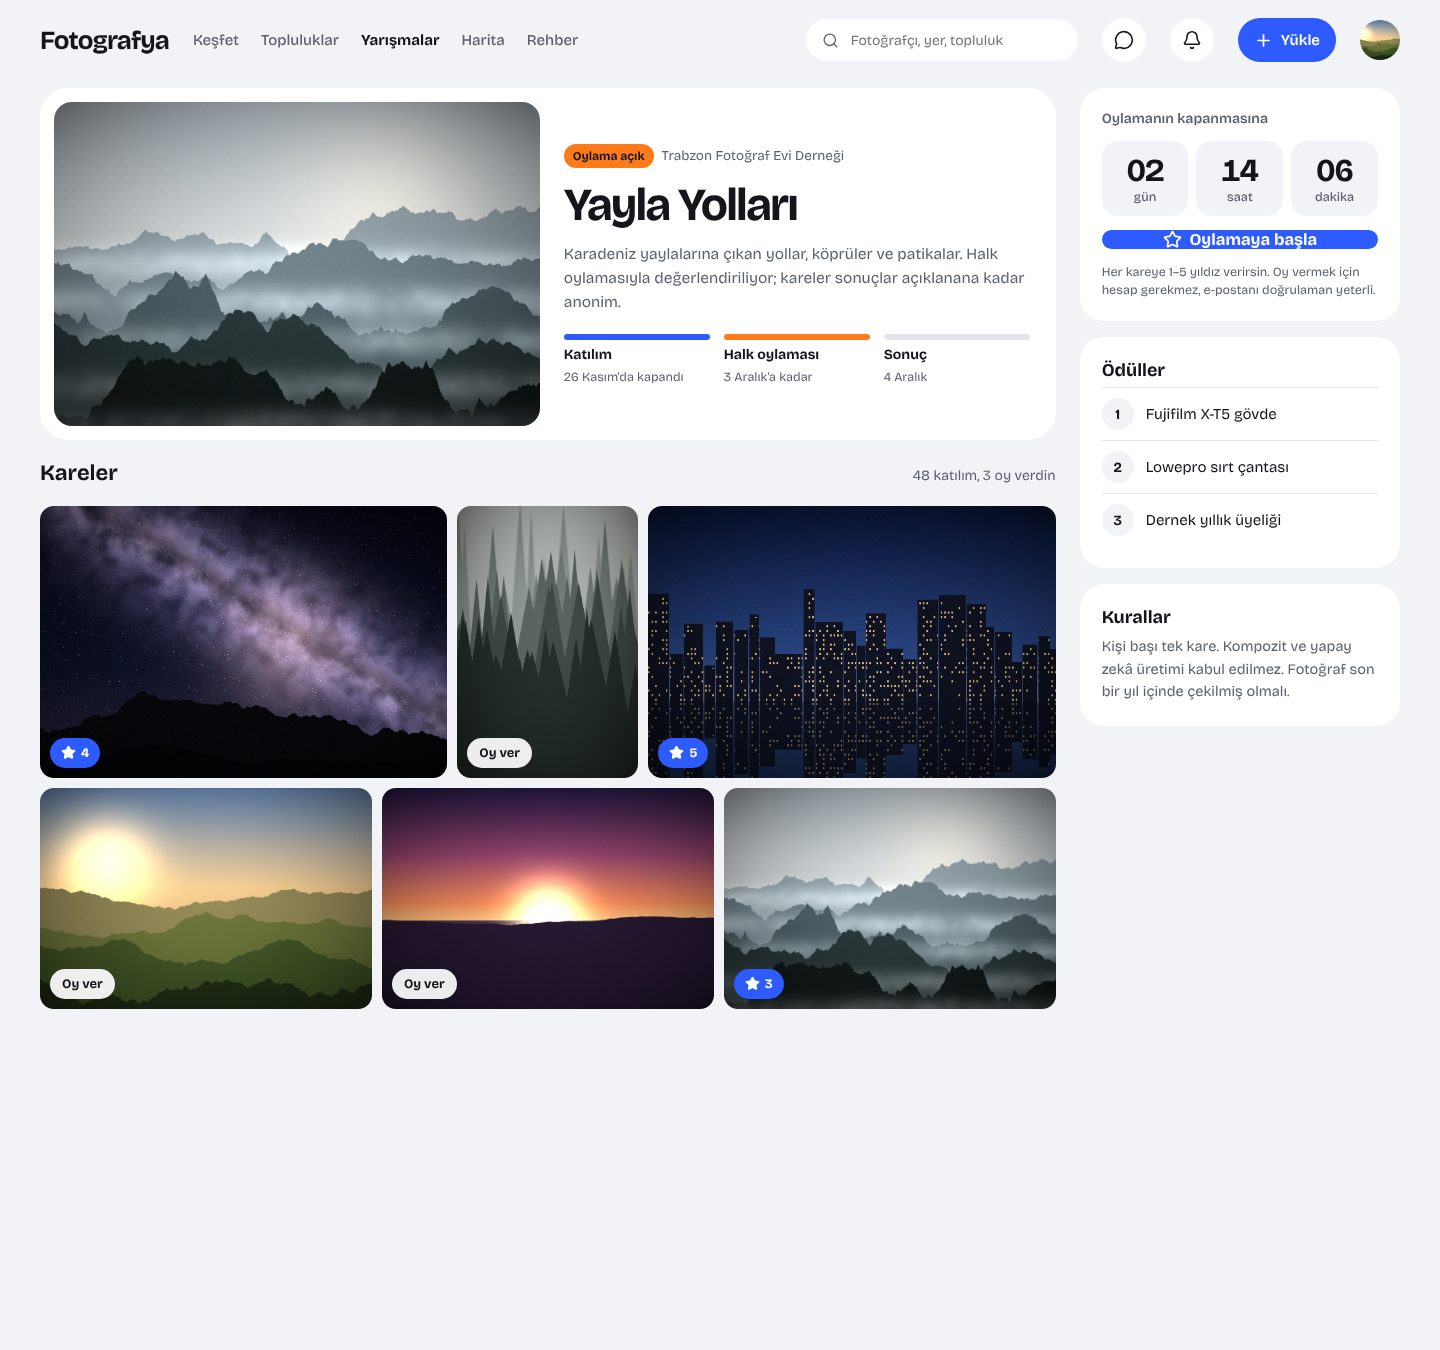 Fotografya
Keşfet
Topluluklar
Yarışmalar
Harita
Rehber
Fotoğrafçı, yer, topluluk
Yükle
Oylama açık
Trabzon Fotoğraf Evi Derneği
Yayla Yolları
Karadeniz yaylalarına çıkan yollar, köprüler ve patikalar. Halk
oylamasıyla değerlendiriliyor; kareler sonuçlar açıklanana kadar
anonim.
Katılım
26 Kasım'da kapandı
Halk oylaması
3 Aralık'a kadar
Sonuç
4 Aralık
Oylamanın kapanmasına
02
gün
14
saat
06
dakika
Oylamaya başla
Her kareye 1–5 yıldız verirsin. Oy vermek için
hesap gerekmez, e-postanı doğrulaman yeterli.
Ödüller
1 Fujifilm X-T5 gövde
2 Lowepro sırt çantası
3 Dernek yıllık üyeliği
Kurallar
Kişi başı tek kare. Kompozit ve yapay
zekâ üretimi kabul edilmez. Fotoğraf son
bir yıl içinde çekilmiş olmalı.
Kareler
48 katılım, 3 oy verdin
4
Oy ver
5
Oy ver
Oy ver
3